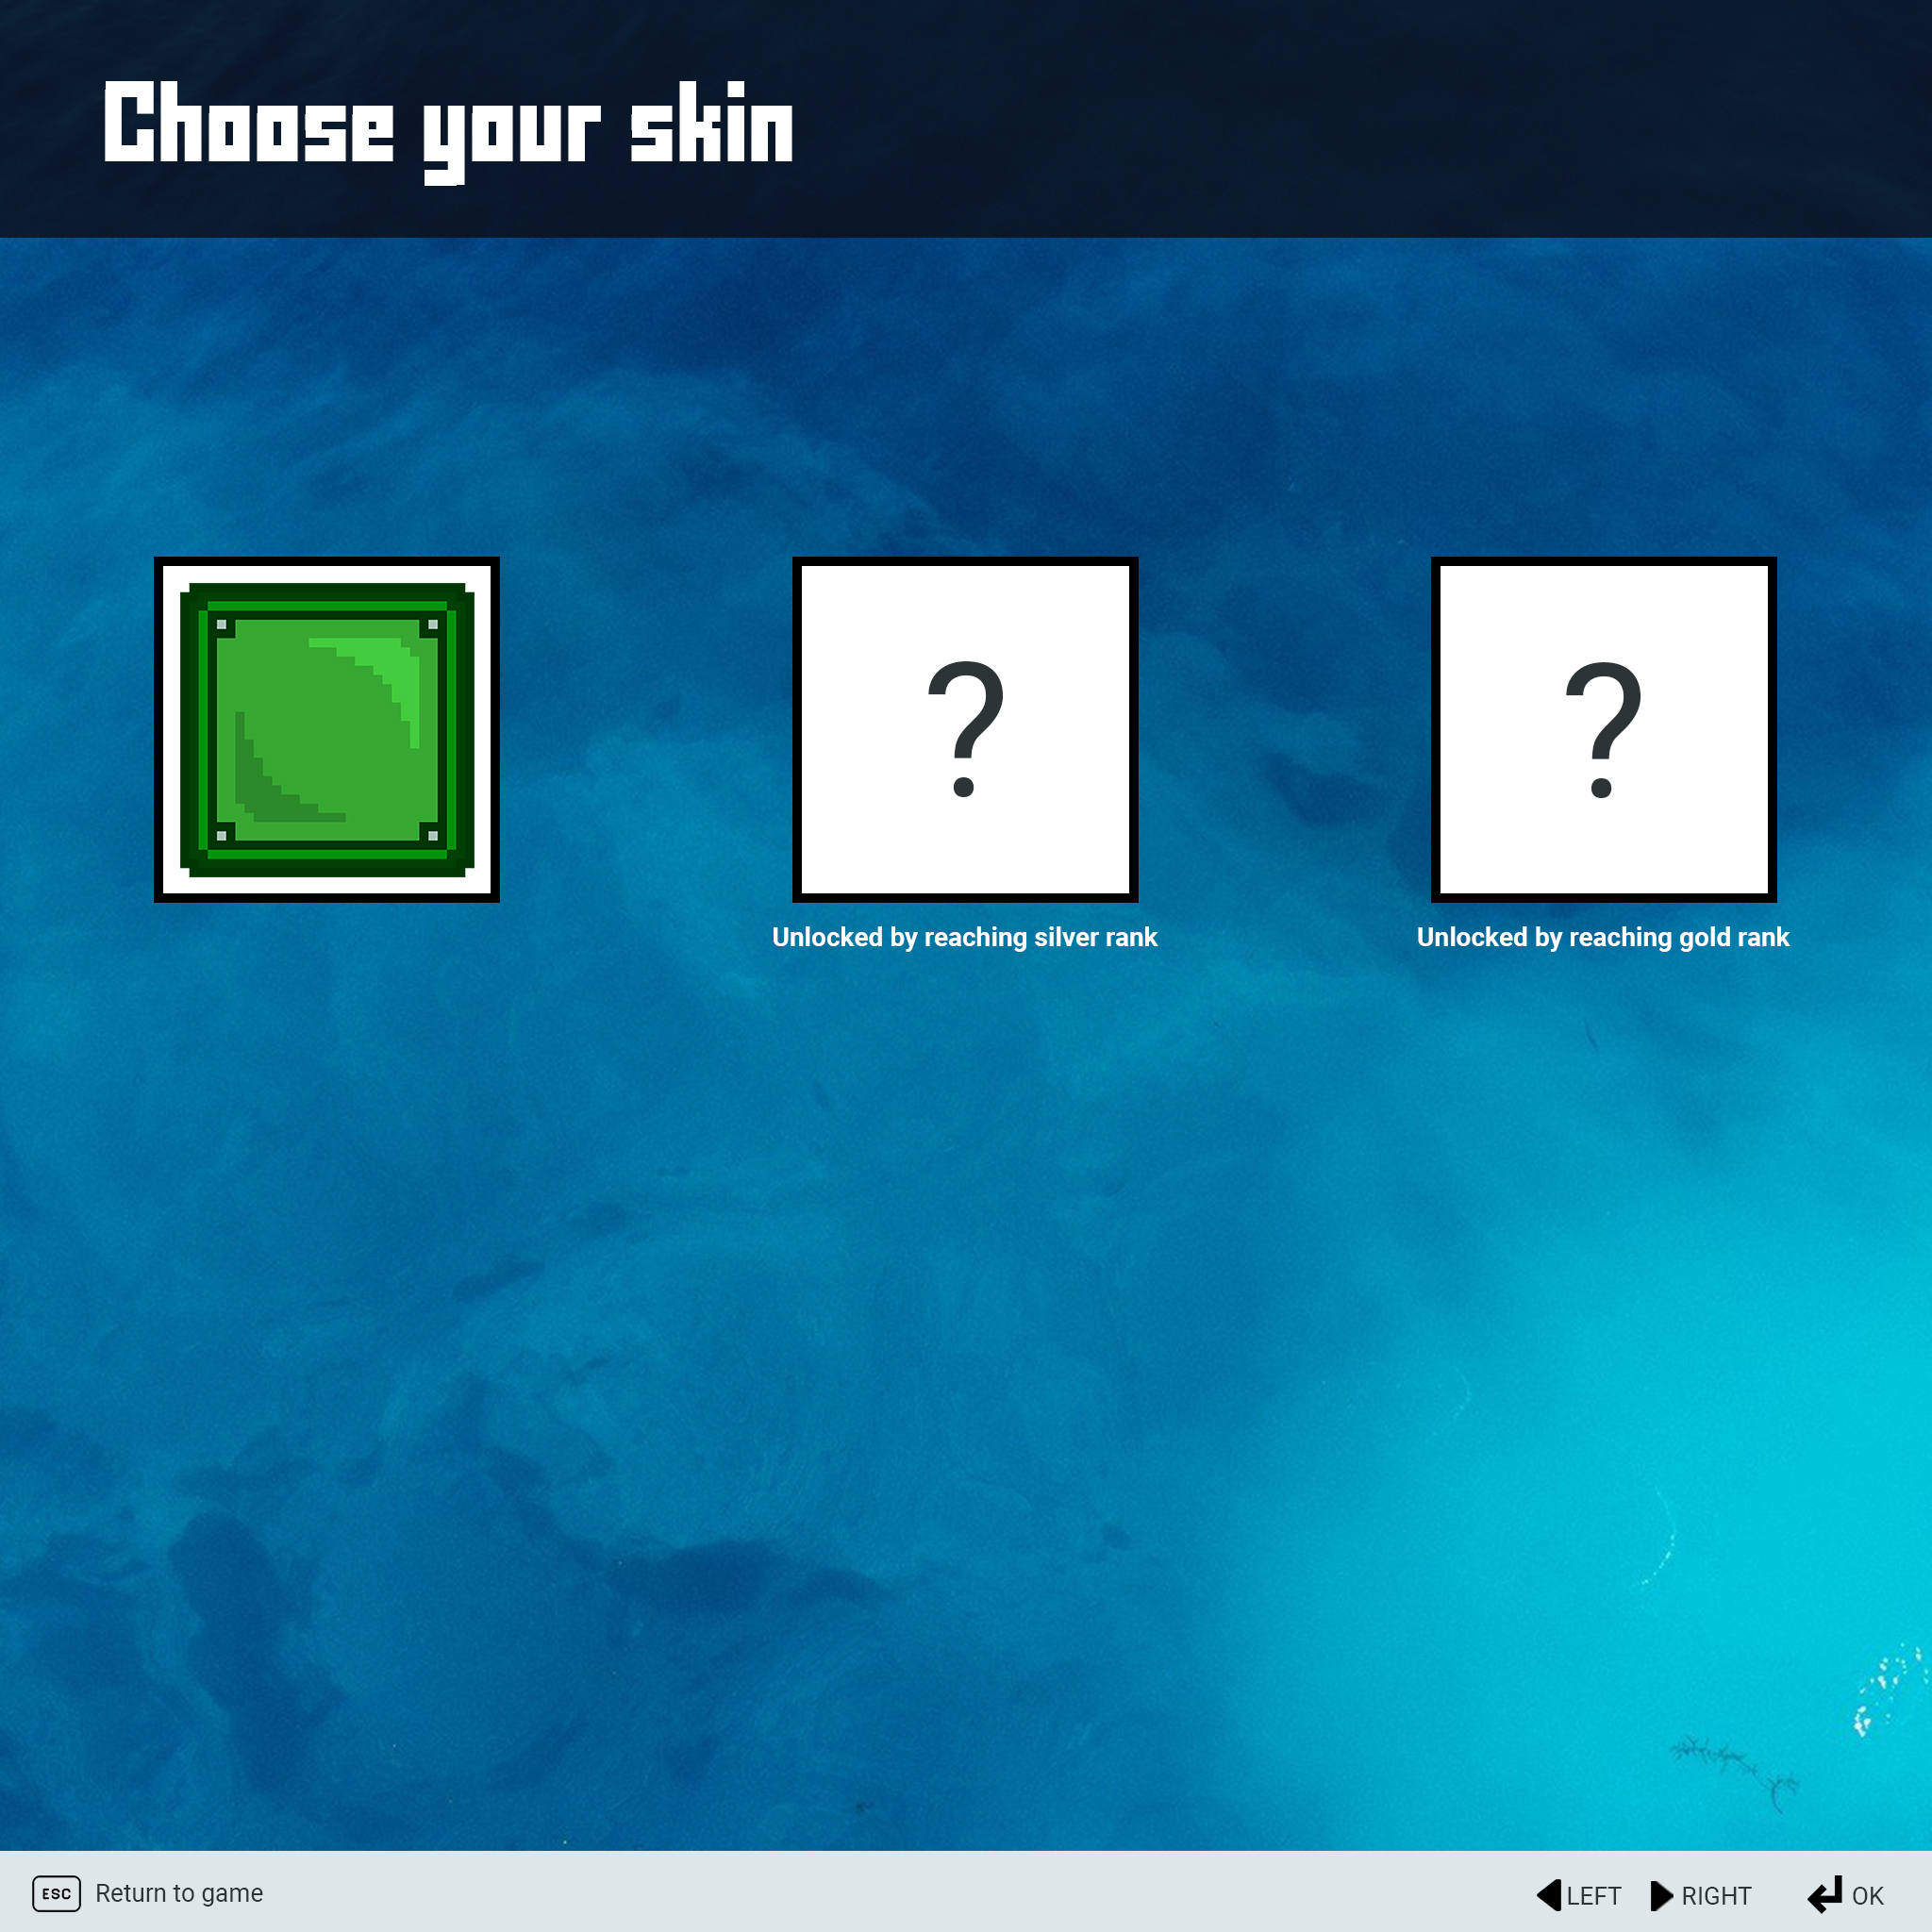 Choose your skin
?
?
Unlocked by reaching silver rank
Unlocked by reaching gold rank
ESC Return to game
LEFT RIGHT OK